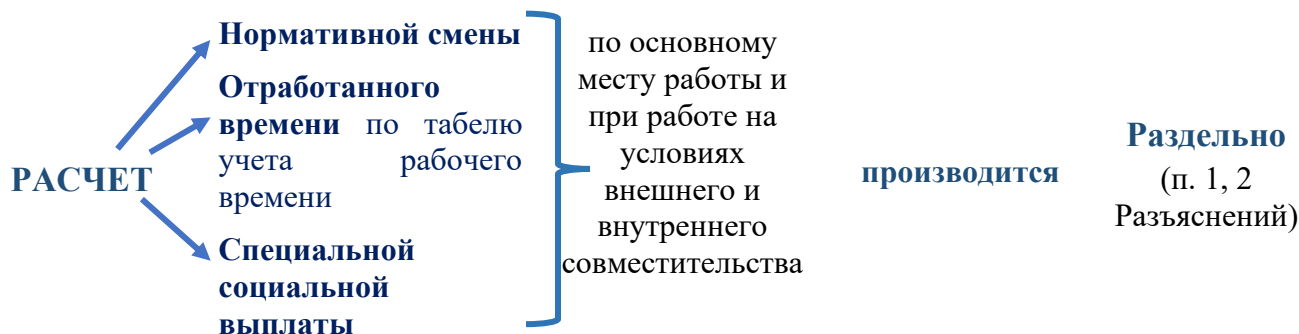 РАСЧЕТ
Нормативной смены
Отработанного
времени по табелю
учета рабочего
времени
Специальной
социальной
выплаты
по основному
месту работы и
при работе на
условиях
внешнего и
внутреннего
совместительства
производится
Раздельно
(п. 1, 2
Разъяснений)